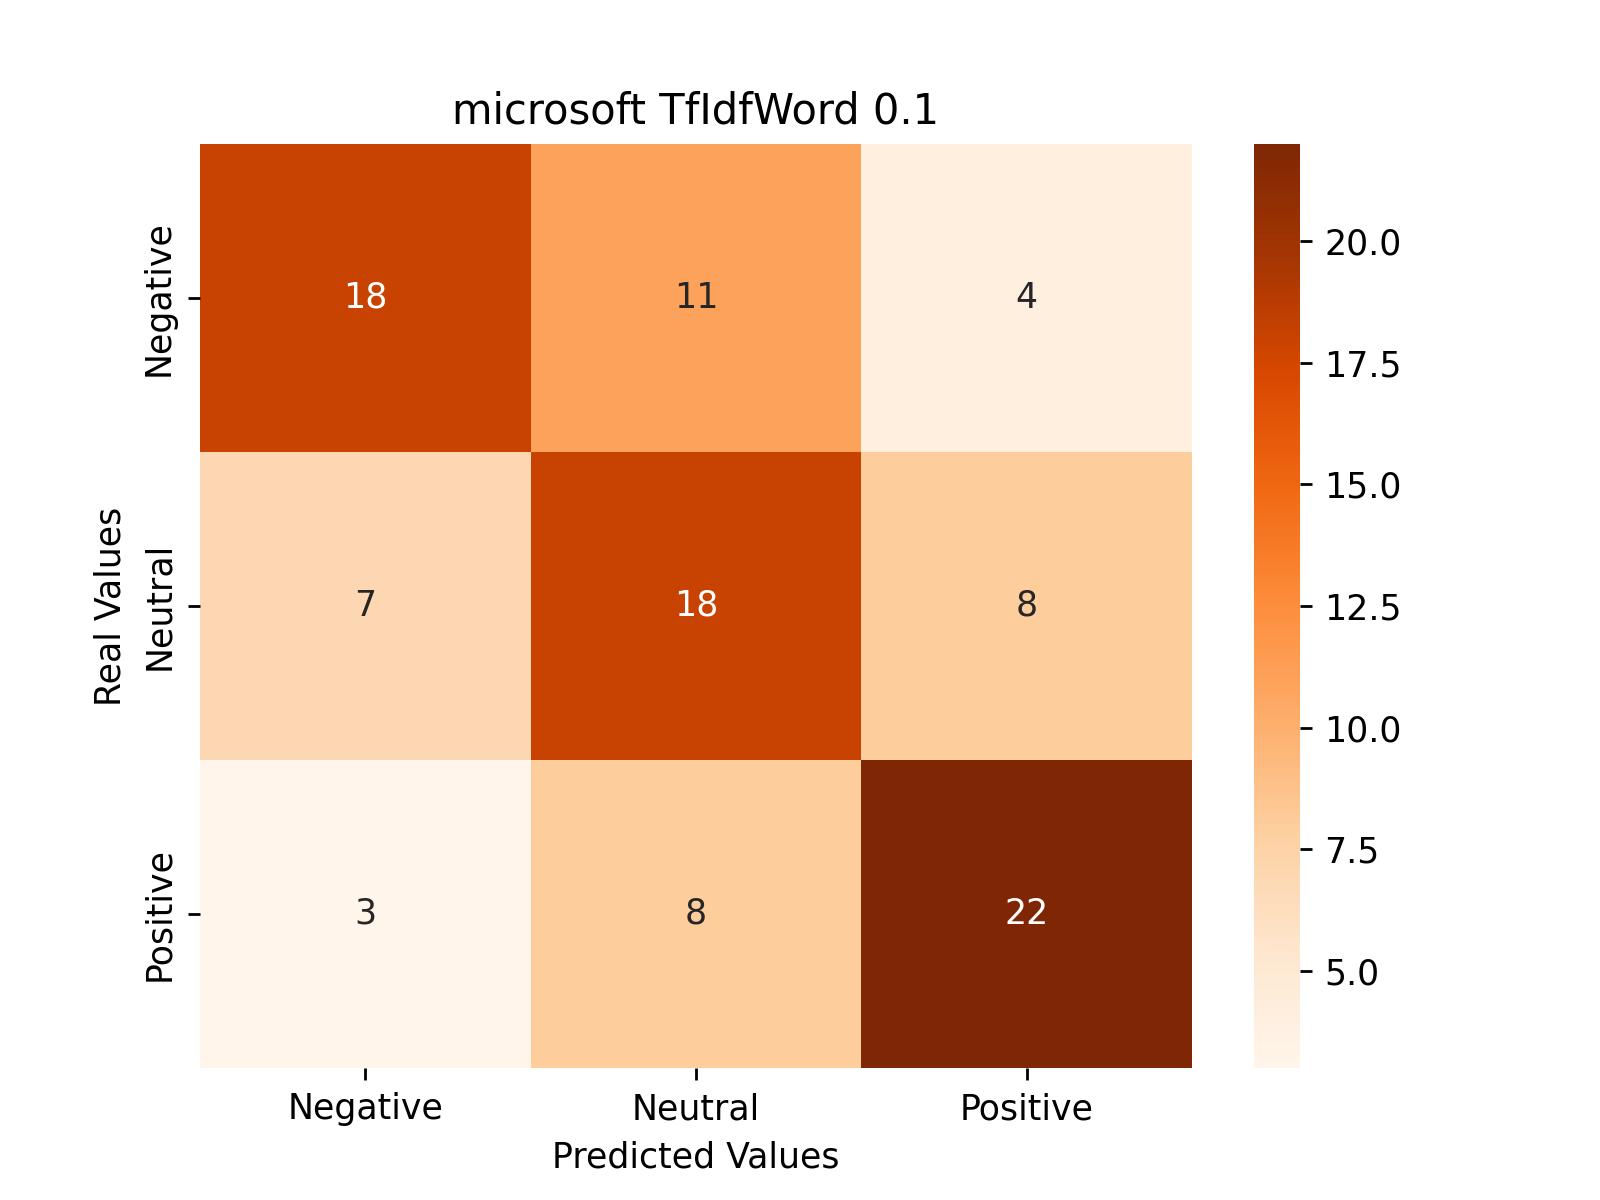 microsoft TfIdfWord 0.1
Real Values
Negative
18
11
4
Neutral
7
18
8
Positive
3
8
22
Negative
Neutral
Positive
Predicted Values
20.0
17.5
15.0
12.5
10.0
7.5
5.0